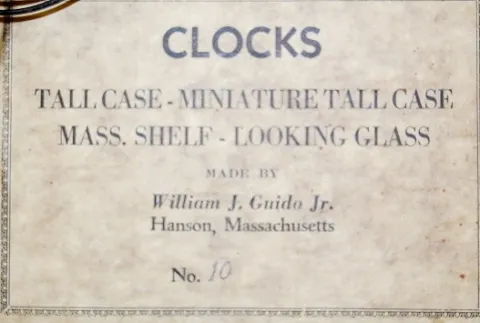 CLOCKS
TALL CASE - MINIATURE TALL CASE
MASS. SHELF - LOOKING GLASS
MADE BY
William J. Guido Jr.
Hanson, Massachusetts
No. 10